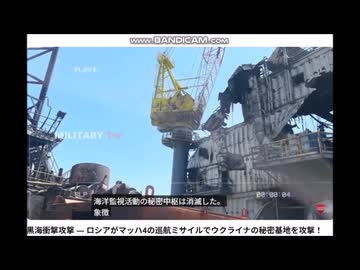 www.BANDICAM.com
PLAY
MILITARY TV
00:00:04
海洋監視活動の秘密中枢は消滅した。
象徴
黒海衝撃攻撃 — ロシアがマッハ4の巡航ミサイルでウクライナの秘密基地を攻撃！